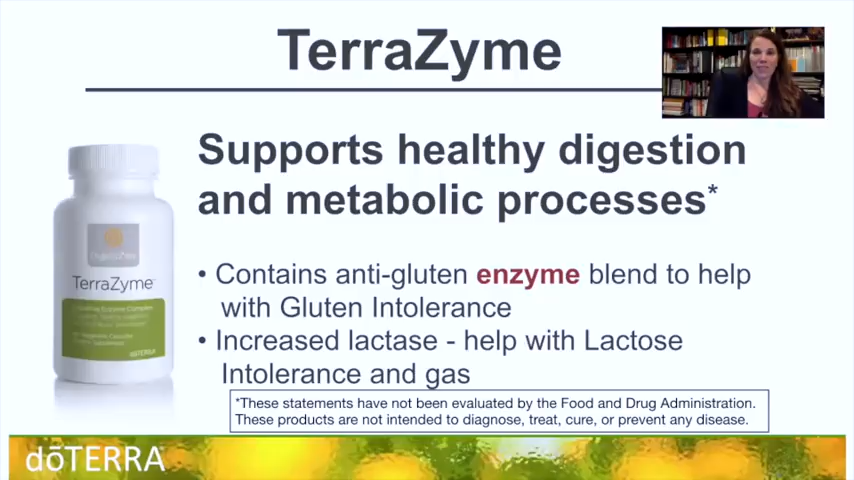 TerraZyme
Supports healthy digestion
and metabolic processes*
• Contains anti-gluten enzyme blend to help
with Gluten Intolerance
• Increased lactase - help with Lactose
Intolerance and gas
*These statements have not been evaluated by the Food and Drug Administration.
These products are not intended to diagnose, treat, cure, or prevent any disease.
TerraZyme
dōTERRA
dōTERRA